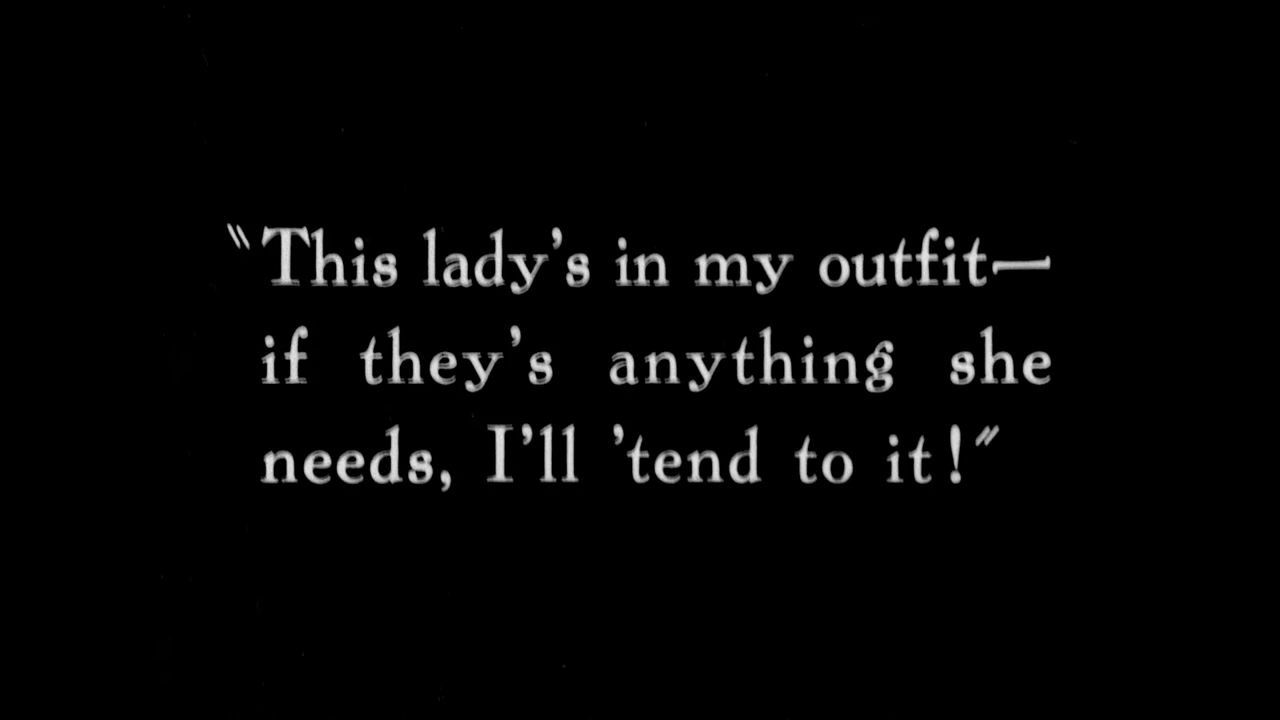 "This lady's in my outfit—
if they's anything she
needs, I'll 'tend to it!"